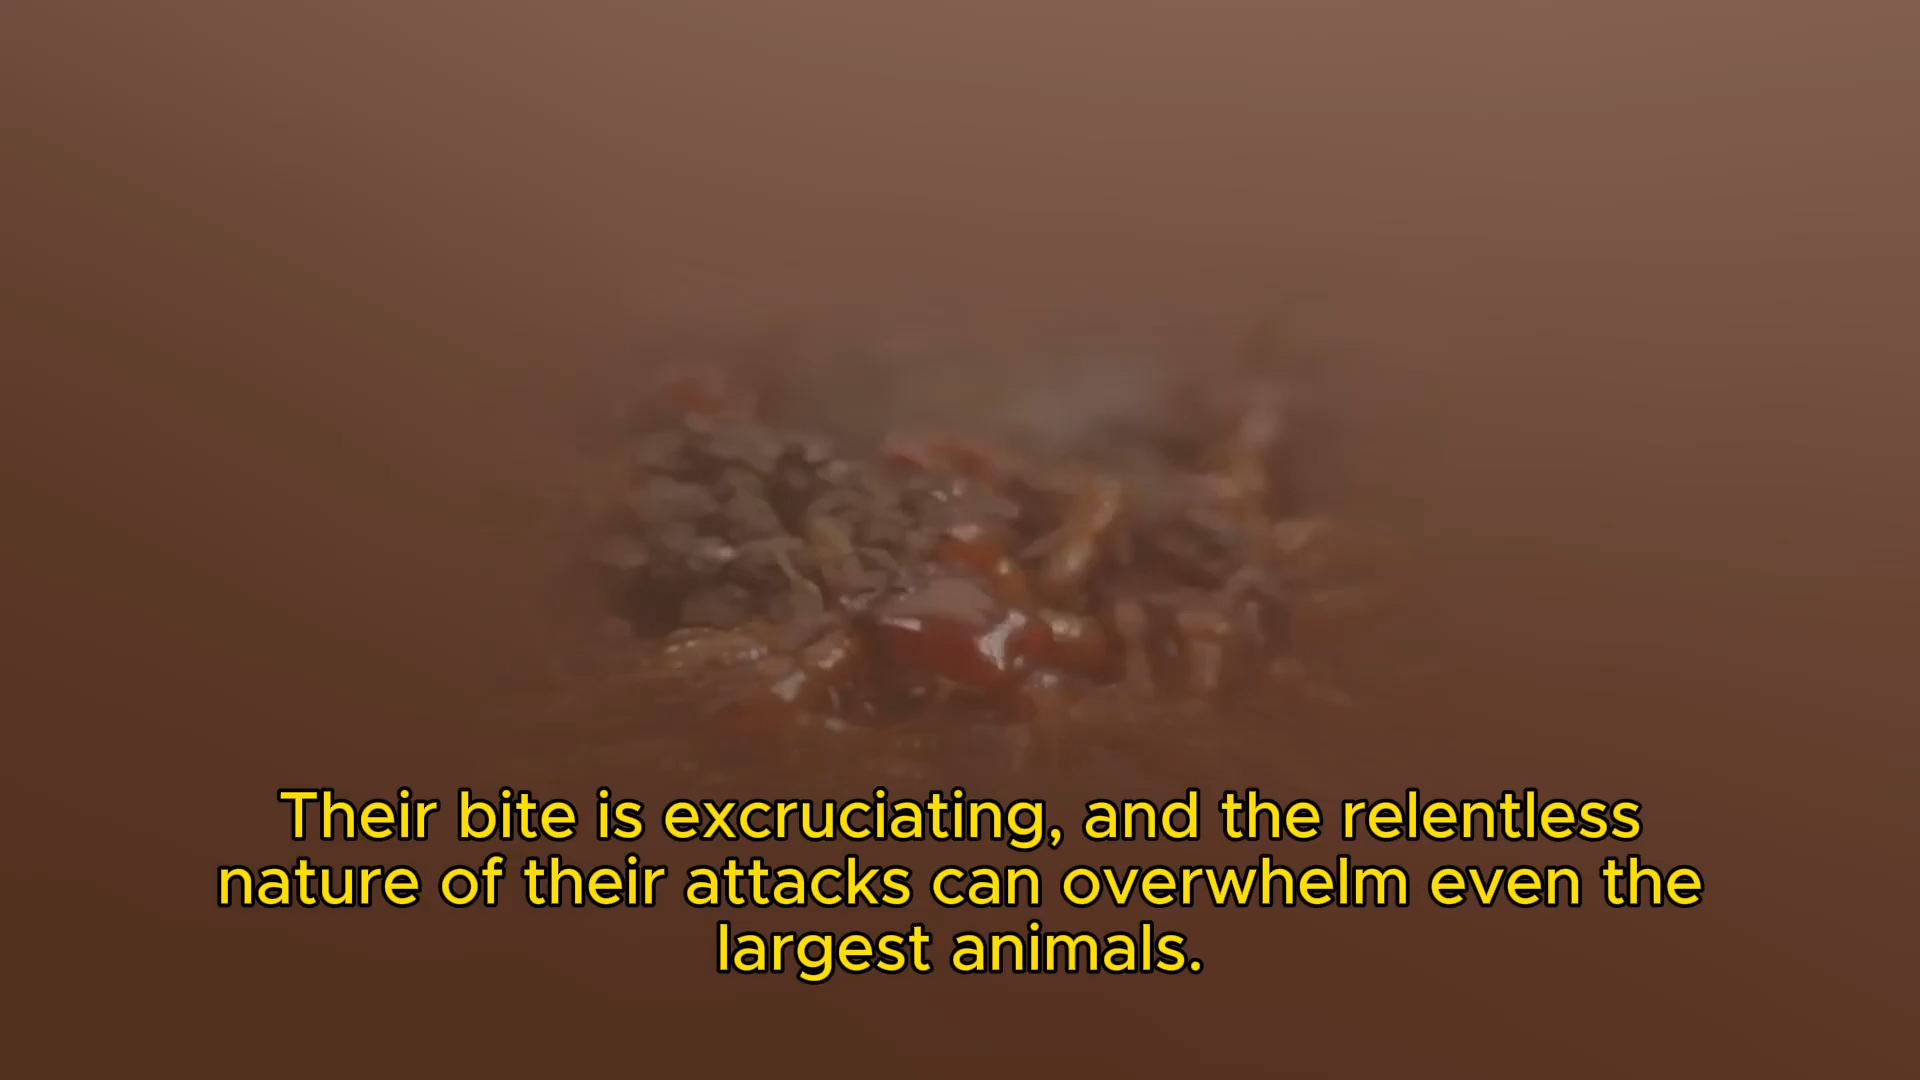 Their bite is excruciating, and the relentless
nature of their attacks can overwhelm even the
largest animals.